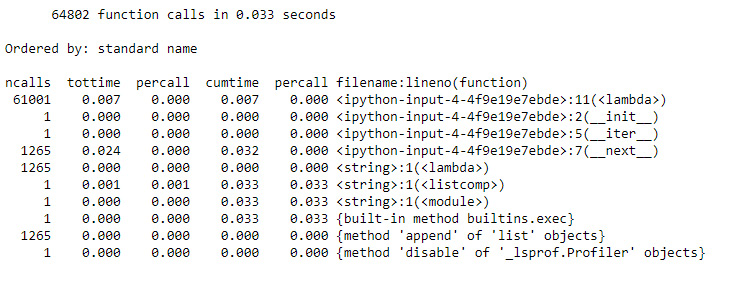 64802 function calls in 0.033 seconds
Ordered by: standard name
ncalls tottime percall cumtime percall filename:lineno(function)
61001 0.007 0.000 0.007 0.000 <ipython-input-4-4f9e19e7ebde>:11(<lambda>)
1 0.000 0.000 0.000 0.000 <ipython-input-4-4f9e19e7ebde>:2(__init__)
1 0.000 0.000 0.000 0.000 <ipython-input-4-4f9e19e7ebde>:5(__iter__)
1265 0.024 0.000 0.032 0.000 <ipython-input-4-4f9e19e7ebde>:7(__next__)
1265 0.000 0.000 0.000 0.000 <string>:1(<lambda>)
1 0.001 0.001 0.033 0.033 <string>:1(<listcomp>)
1 0.000 0.000 0.033 0.033 <string>:1(<module>)
1 0.000 0.000 0.033 0.033 {built-in method builtins.exec}
1265 0.000 0.000 0.000 0.000 {method 'append' of 'list' objects}
1 0.000 0.000 0.000 0.000 {method 'disable' of '_lsprof.Profiler' objects}